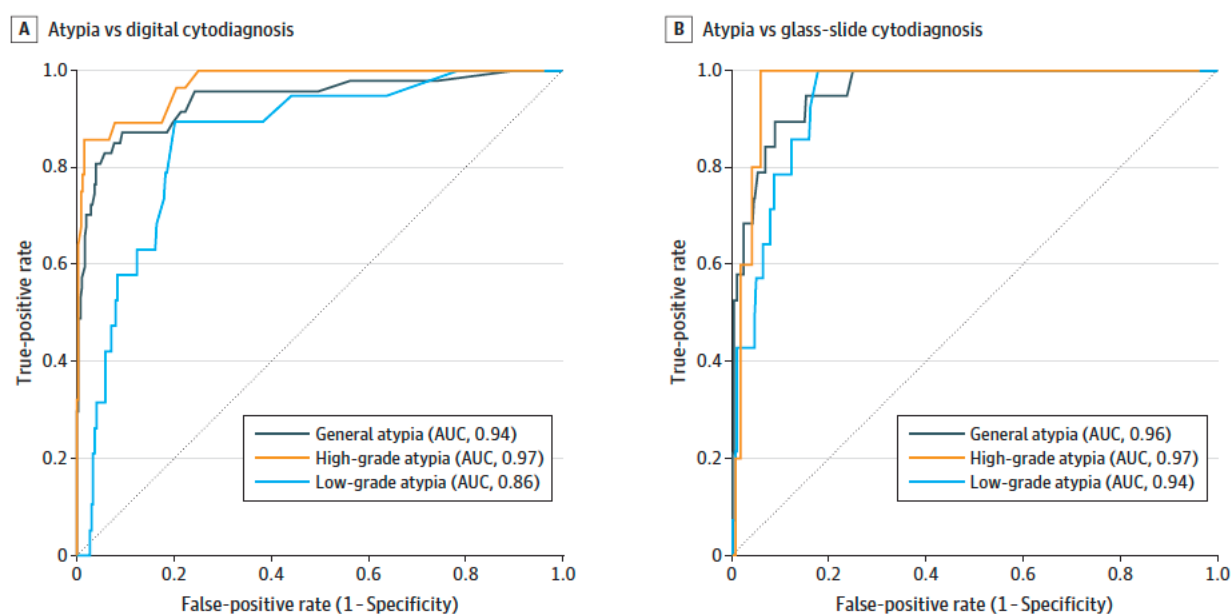 A Atypia vs digital cytodiagnosis
1.0
0.8
0.6
0.4
0.2
0
True-positive rate
General atypia (AUC, 0.94)
High-grade atypia (AUC, 0.97)
Low-grade atypia (AUC, 0.86)
0 0.2 0.4 0.6 0.8 1.0
False-positive rate (1 - Specificity)
B Atypia vs glass-slide cytodiagnosis
1.0
0.8
0.6
0.4
0.2
0
True-positive rate
General atypia (AUC, 0.96)
High-grade atypia (AUC, 0.97)
Low-grade atypia (AUC, 0.94)
0 0.2 0.4 0.6 0.8 1.0
False-positive rate (1 - Specificity)